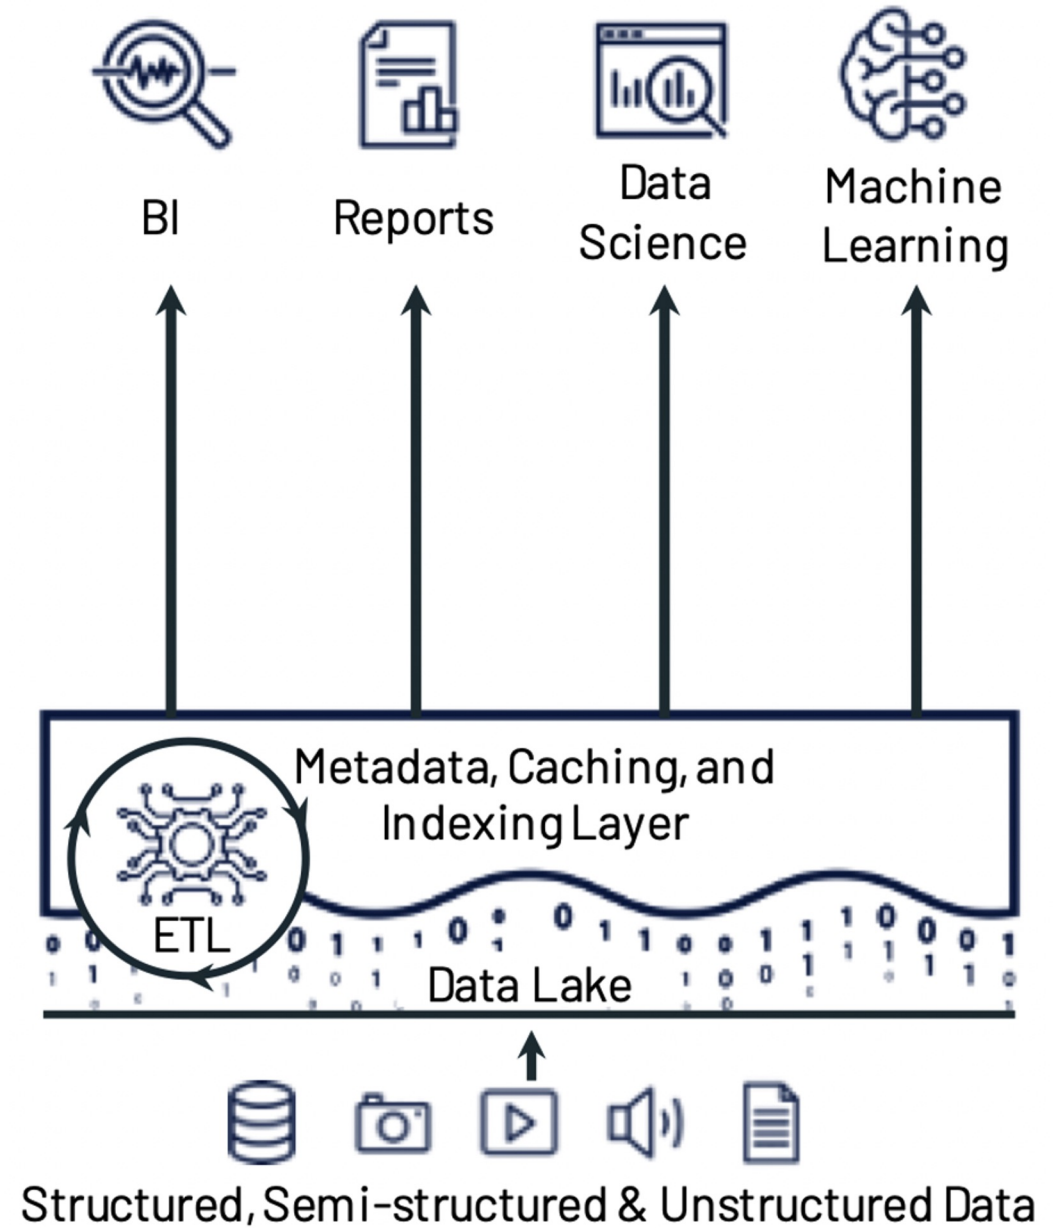 BI
Reports
Data
Science
Machine
Learning
Metadata, Caching, and
Indexing Layer
ETL
Data Lake
Structured, Semi-structured & Unstructured Data